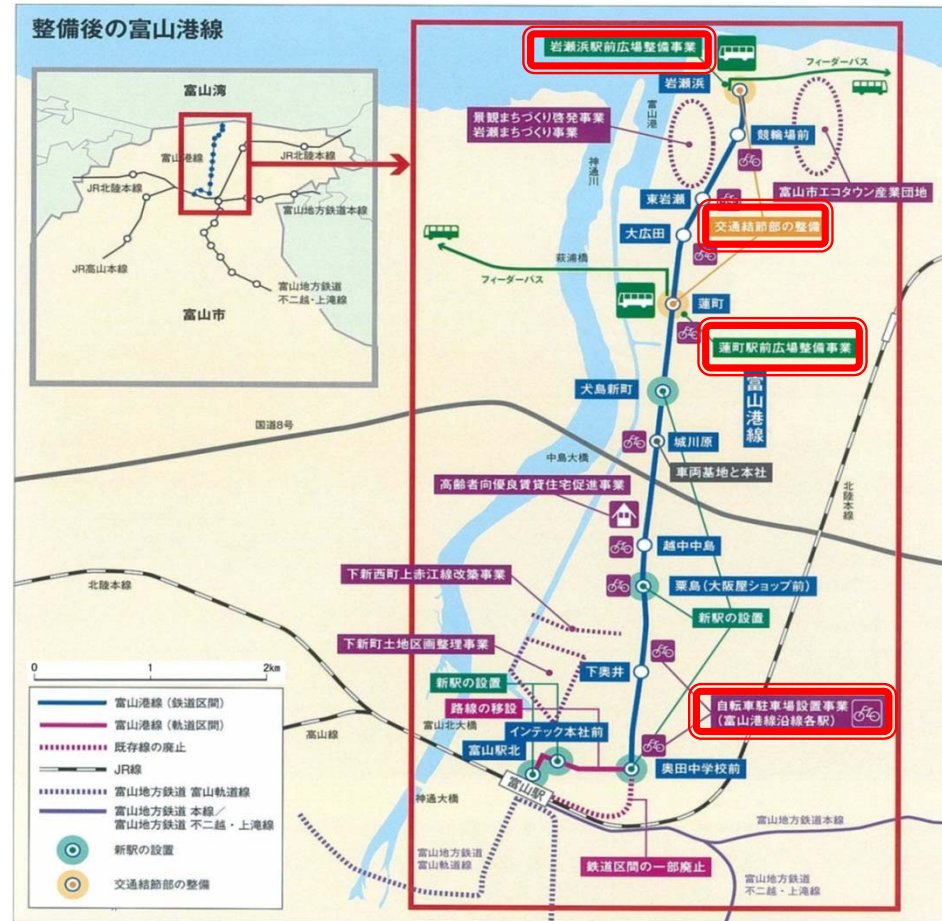 整備後の富山港線
富山湾
富山港線
JR北陸本線
JR北陸本線
富山地方鉄道本線
JR高山本線
富山地方鉄道
不二越・上滝線
富山市
岩瀬浜駅前広場整備事業
岩瀬浜
フィーダーバス
景観まちづくり啓発事業
岩瀬まちづくり事業
富山港
神通川
競輪場前
富山市エコタウン産業団地
東岩瀬
交通結節部の整備
大広田
萩浦橋
フィーダーバス
蓮町
蓮町駅前広場整備事業
富山港線
犬島新町
国道8号
城川原
中島大橋
車両基地と本社
北陸本線
高齢者向優良賃貸住宅促進事業
越中中島
下新西町上赤江線改築事業
粟島(大阪屋ショップ前)
新駅の設置
北陸本線
下新町土地区画整理事業
下奥井
新駅の設置
路線の移設
自転車駐車場設置事業
(富山港線沿線各駅)
富山北大橋
インテック本社前
高山線
富山駅北
奥田中学校前
富山駅
神通大橋
富山地方鉄道本線
富山地方鉄道
富山軌道線
鉄道区間の一部廃止
富山地方鉄道
不二越・上滝線
0 1 2km
富山港線(鉄道区間)
富山港線(軌道区間)
既存線の廃止
JR線
富山地方鉄道 富山軌道線
富山地方鉄道 本線/
富山地方鉄道 不二越・上滝線
新駅の設置
交通結節部の整備